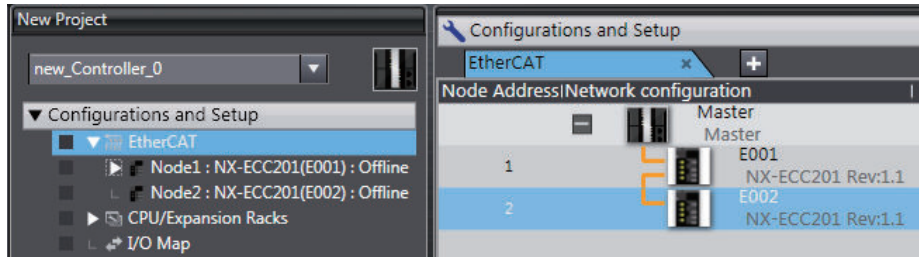 New Project
new_Controller_0
Configurations and Setup
EtherCAT
Node1 : NX-ECC201(E001) : Offline
Node2 : NX-ECC201(E002) : Offline
CPU/Expansion Racks
I/O Map
Configurations and Setup
EtherCAT
Node Address|Network configuration
Master
Master
1
E001
NX-ECC201 Rev:1.1
2
E002
NX-ECC201 Rev:1.1